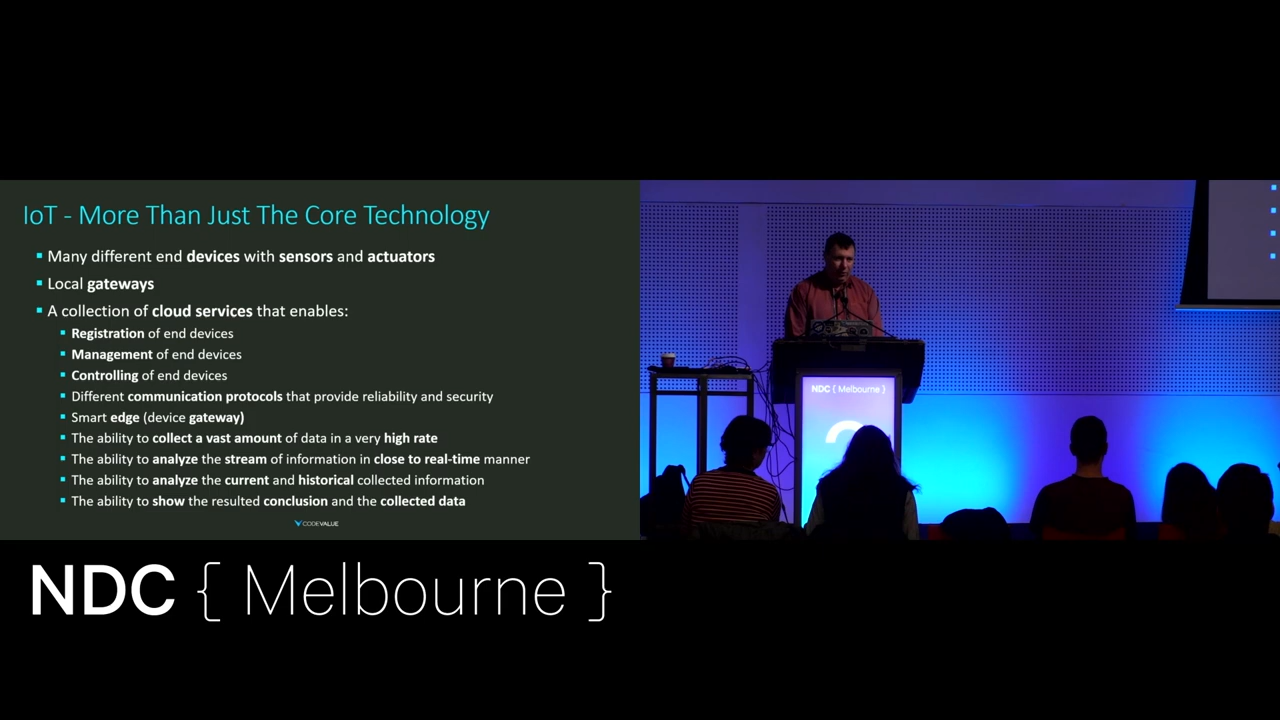 IoT - More Than Just The Core Technology
Many different end devices with sensors and actuators
Local gateways
A collection of cloud services that enables:
Registration of end devices
Management of end devices
Controlling of end devices
Different communication protocols that provide reliability and security
Smart edge (device gateway)
The ability to collect a vast amount of data in a very high rate
The ability to analyze the stream of information in close to real-time manner
The ability to analyze the current and historical collected information
The ability to show the resulted conclusion and the collected data
CODEVALUE
NDC { Melbourne }
NDC { Melbourne }